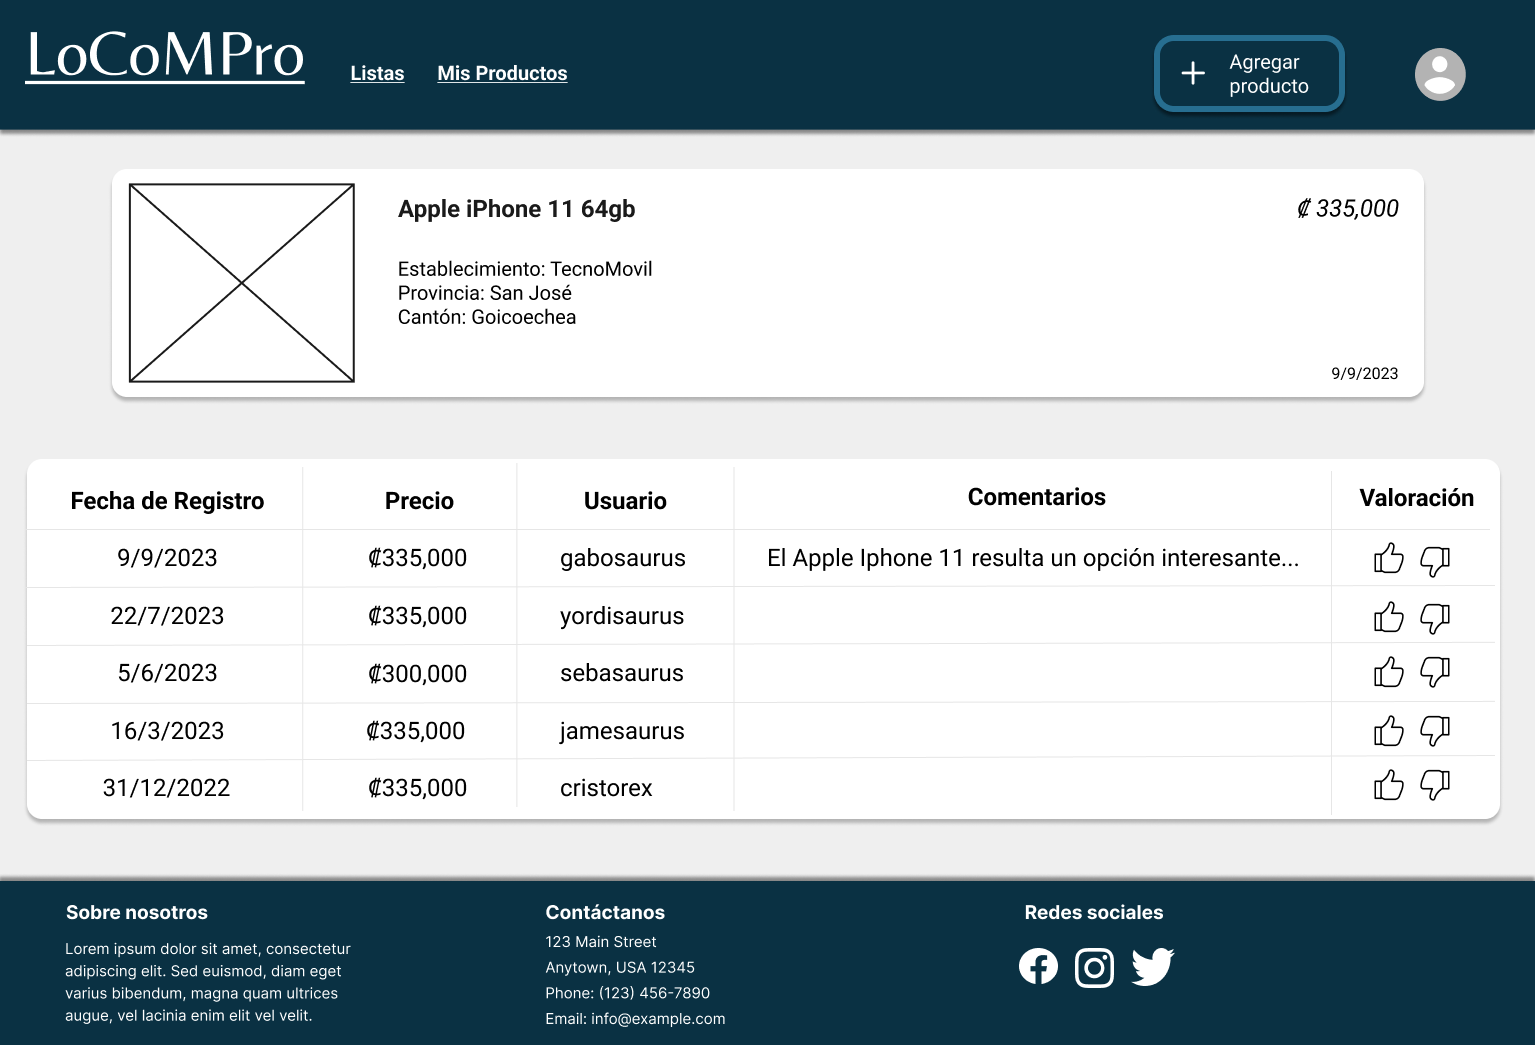 LoCoMPro
Listas
Mis Productos
Agregar
producto
Apple iPhone 11 64gb
₡ 335,000
Establecimiento: TecnoMovil
Provincia: San José
Cantón: Goicoechea
9/9/2023
Fecha de Registro Precio Usuario Comentarios Valoración
9/9/2023 ₡335,000 gabosaurus El Apple Iphone 11 resulta un opción interesante...
22/7/2023 ₡335,000 yordisaurus
5/6/2023 ₡300,000 sebasaurus
16/3/2023 ₡335,000 jamesaurus
31/12/2022 ₡335,000 cristorex
Sobre nosotros
Lorem ipsum dolor sit amet, consectetur
adipiscing elit. Sed euismod, diam eget
varius bibendum, magna quam ultrices
augue, vel lacinia enim elit vel velit.
Contáctanos
123 Main Street
Anytown, USA 12345
Phone: (123) 456-7890
Email: info@example.com
Redes sociales